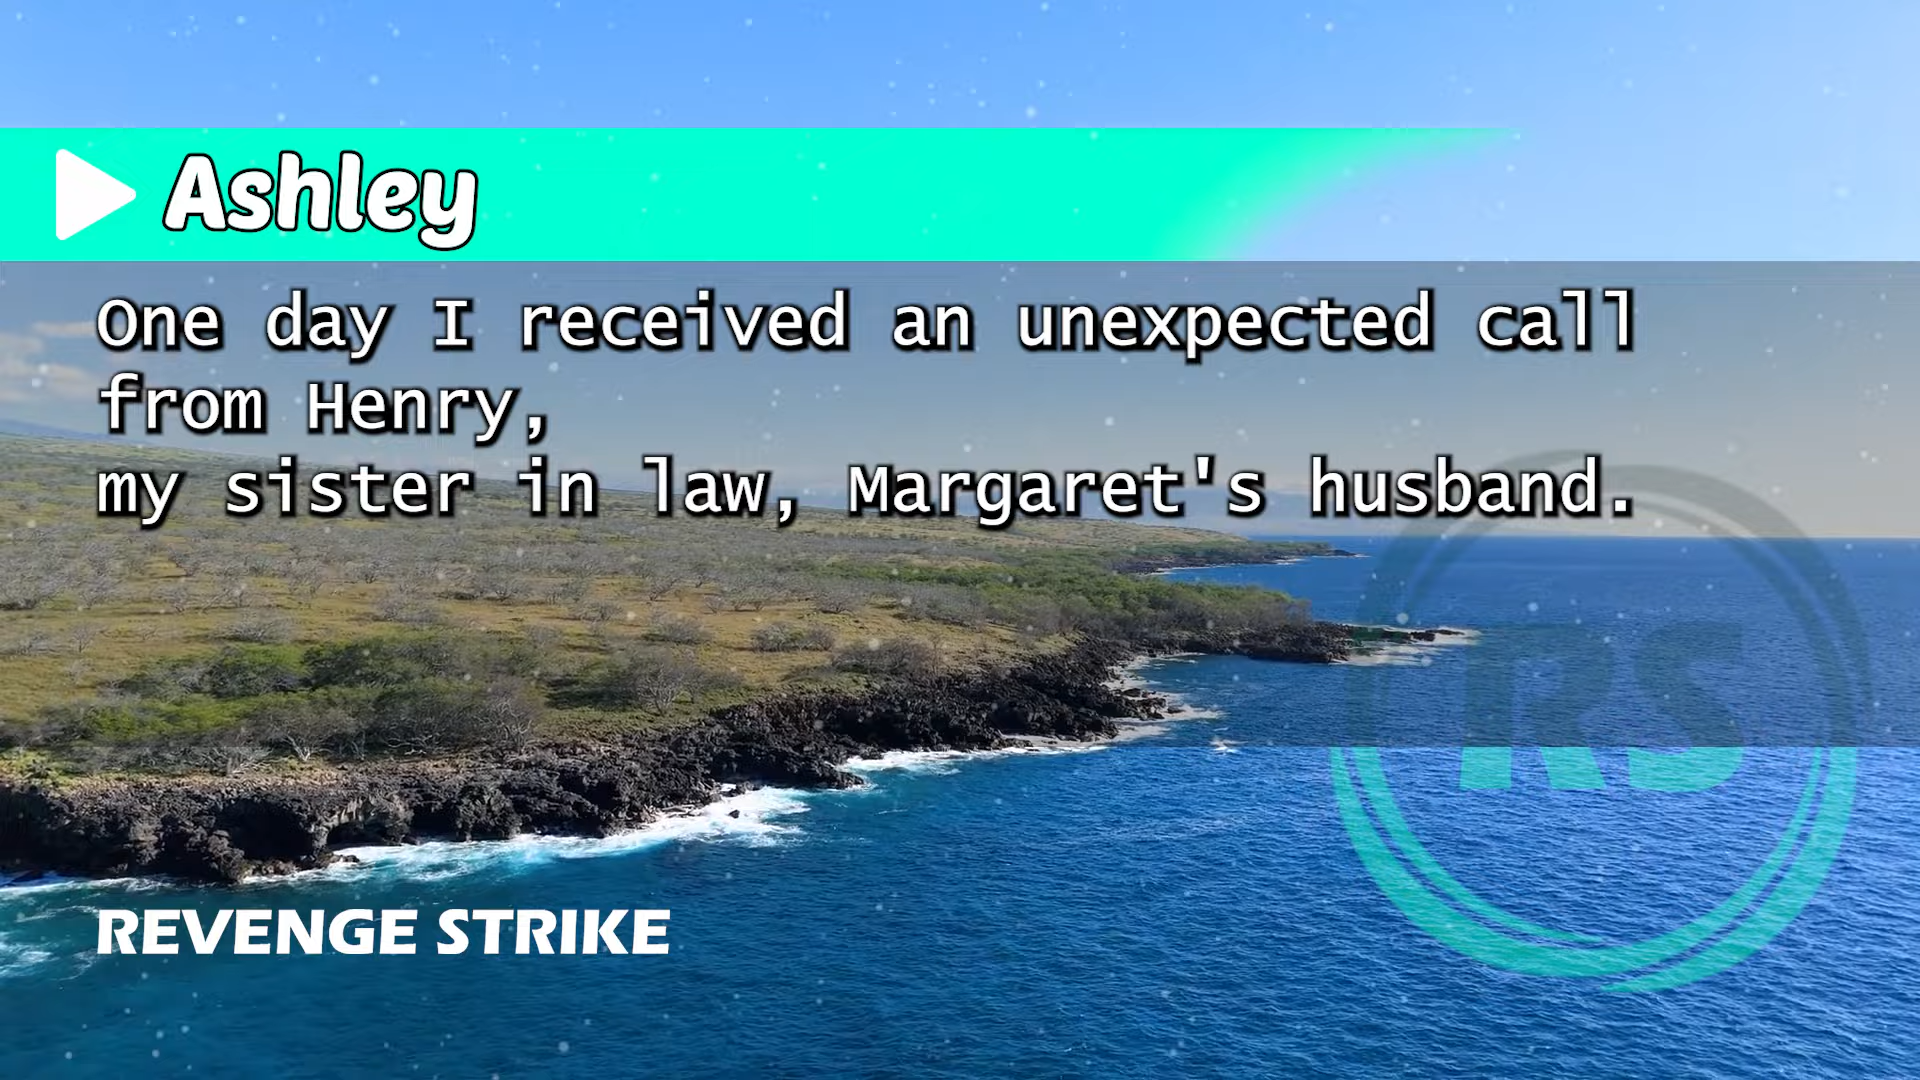 Ashley
One day I received an unexpected call
from Henry,
my sister in law, Margaret's husband.
RS
REVENGE STRIKE